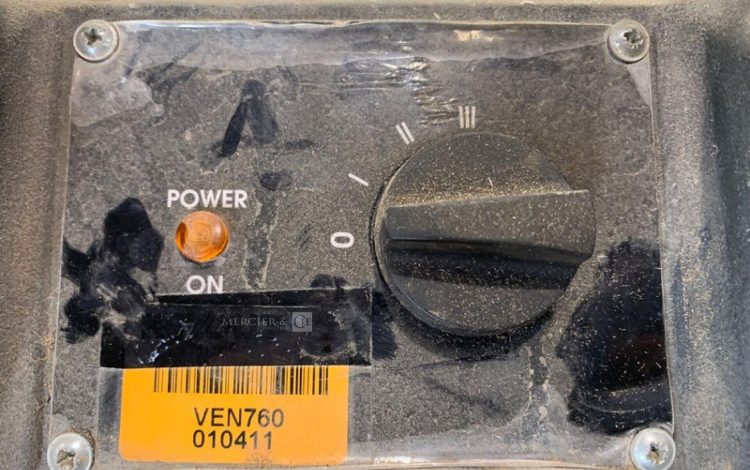 III
II
I
POWER
0
ON
MERCIER & CIE
VEN760
010411